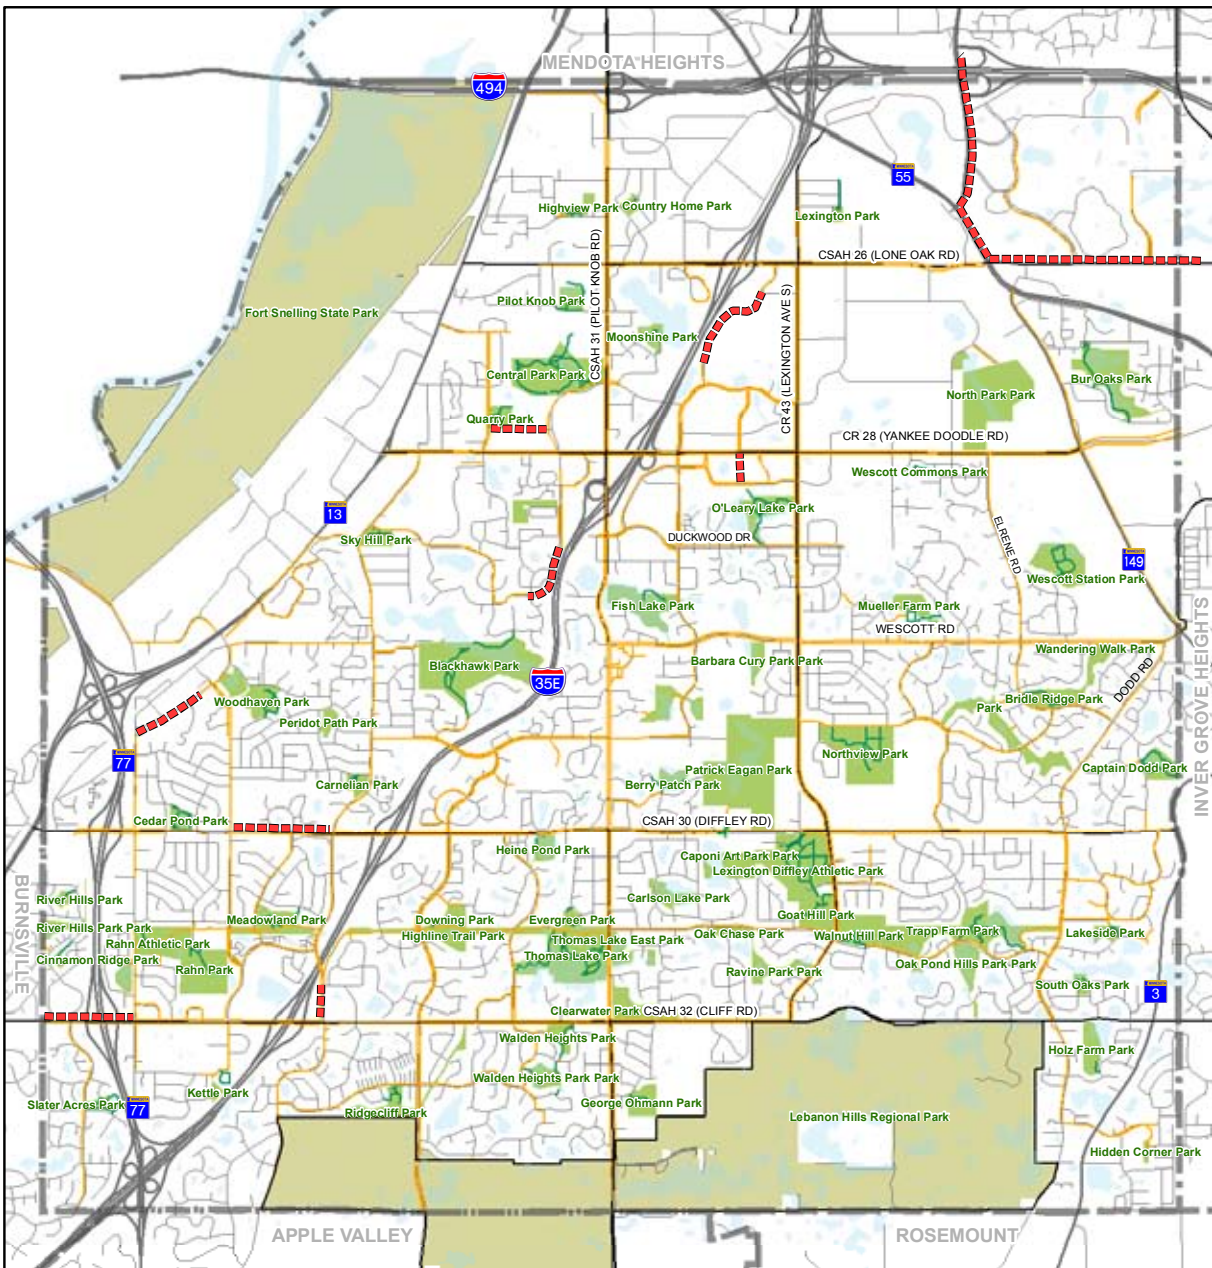 MENDOTA HEIGHTS
494
55
Highview Park
Country Home Park
Lexington Park
CSAH 31 (PILOT KNOB RD)
CSAH 26 (LONE OAK RD)
Pilot Knob Park
Fort Snelling State Park
Moonshine Park
CR 43 (LEXINGTON AVE S)
Central Park Park
Bur Oaks Park
North Park Park
Quarry Park
CR 28 (YANKEE DOODLE RD)
Wescott Commons Park
13
O'Leary Lake Park
Sky Hill Park
DUCKWOOD DR
ELRENE RD
149
Wescott Station Park
Fish Lake Park
Mueller Farm Park
WESCOTT RD
INVER GROVE HEIGHTS
Wandering Walk Park
Blackhawk Park
Barbara Cury Park Park
35E
DODD RD
Woodhaven Park
Bridle Ridge Park
Park
Peridot Path Park
77
Northview Park
Captain Dodd Park
Patrick Eagan Park
Carnelian Park
Berry Patch Park
Cedar Pond Park
CSAH 30 (DIFFLEY RD)
Heine Pond Park
Caponi Art Park Park
Lexington Diffley Athletic Park
BURNSVILLE
River Hills Park
Carlson Lake Park
Meadowland Park
Downing Park
Evergreen Park
Goat Hill Park
River Hills Park Park
Highline Trail Park
Thomas Lake East Park
Oak Chase Park
Walnut Hill Park
Trapp Farm Park
Lakeside Park
Rahn Athletic Park
Thomas Lake Park
Cinnamon Ridge Park
Rahn Park
Ravine Park Park
Oak Pond Hills Park Park
South Oaks Park
3
Clearwater Park
CSAH 32 (CLIFF RD)
Walden Heights Park
Holz Farm Park
Walden Heights Park Park
Kettle Park
Slater Acres Park
77
Ridgecliff Park
George Ohmann Park
Lebanon Hills Regional Park
Hidden Corner Park
APPLE VALLEY
ROSEMOUNT